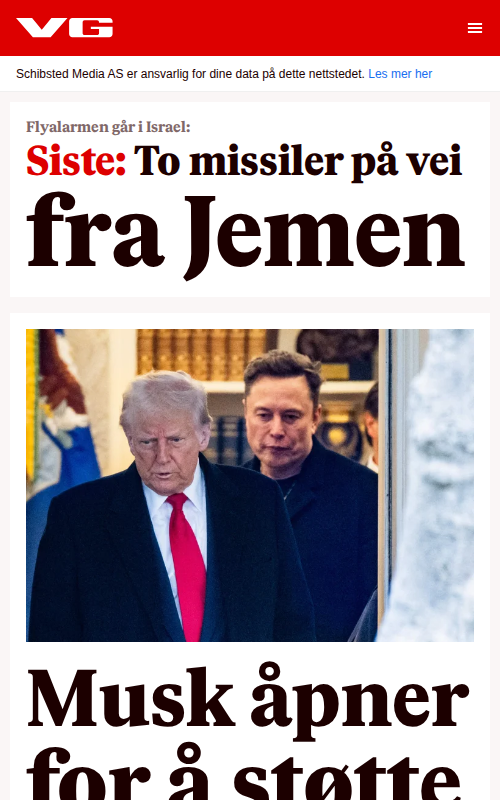 VG
Schibsted Media AS er ansvarlig for dine data på dette nettstedet. Les mer her
Flyalarmen går i Israel:
Siste: To missiler på vei
fra Jemen
Musk åpner
for å støtte